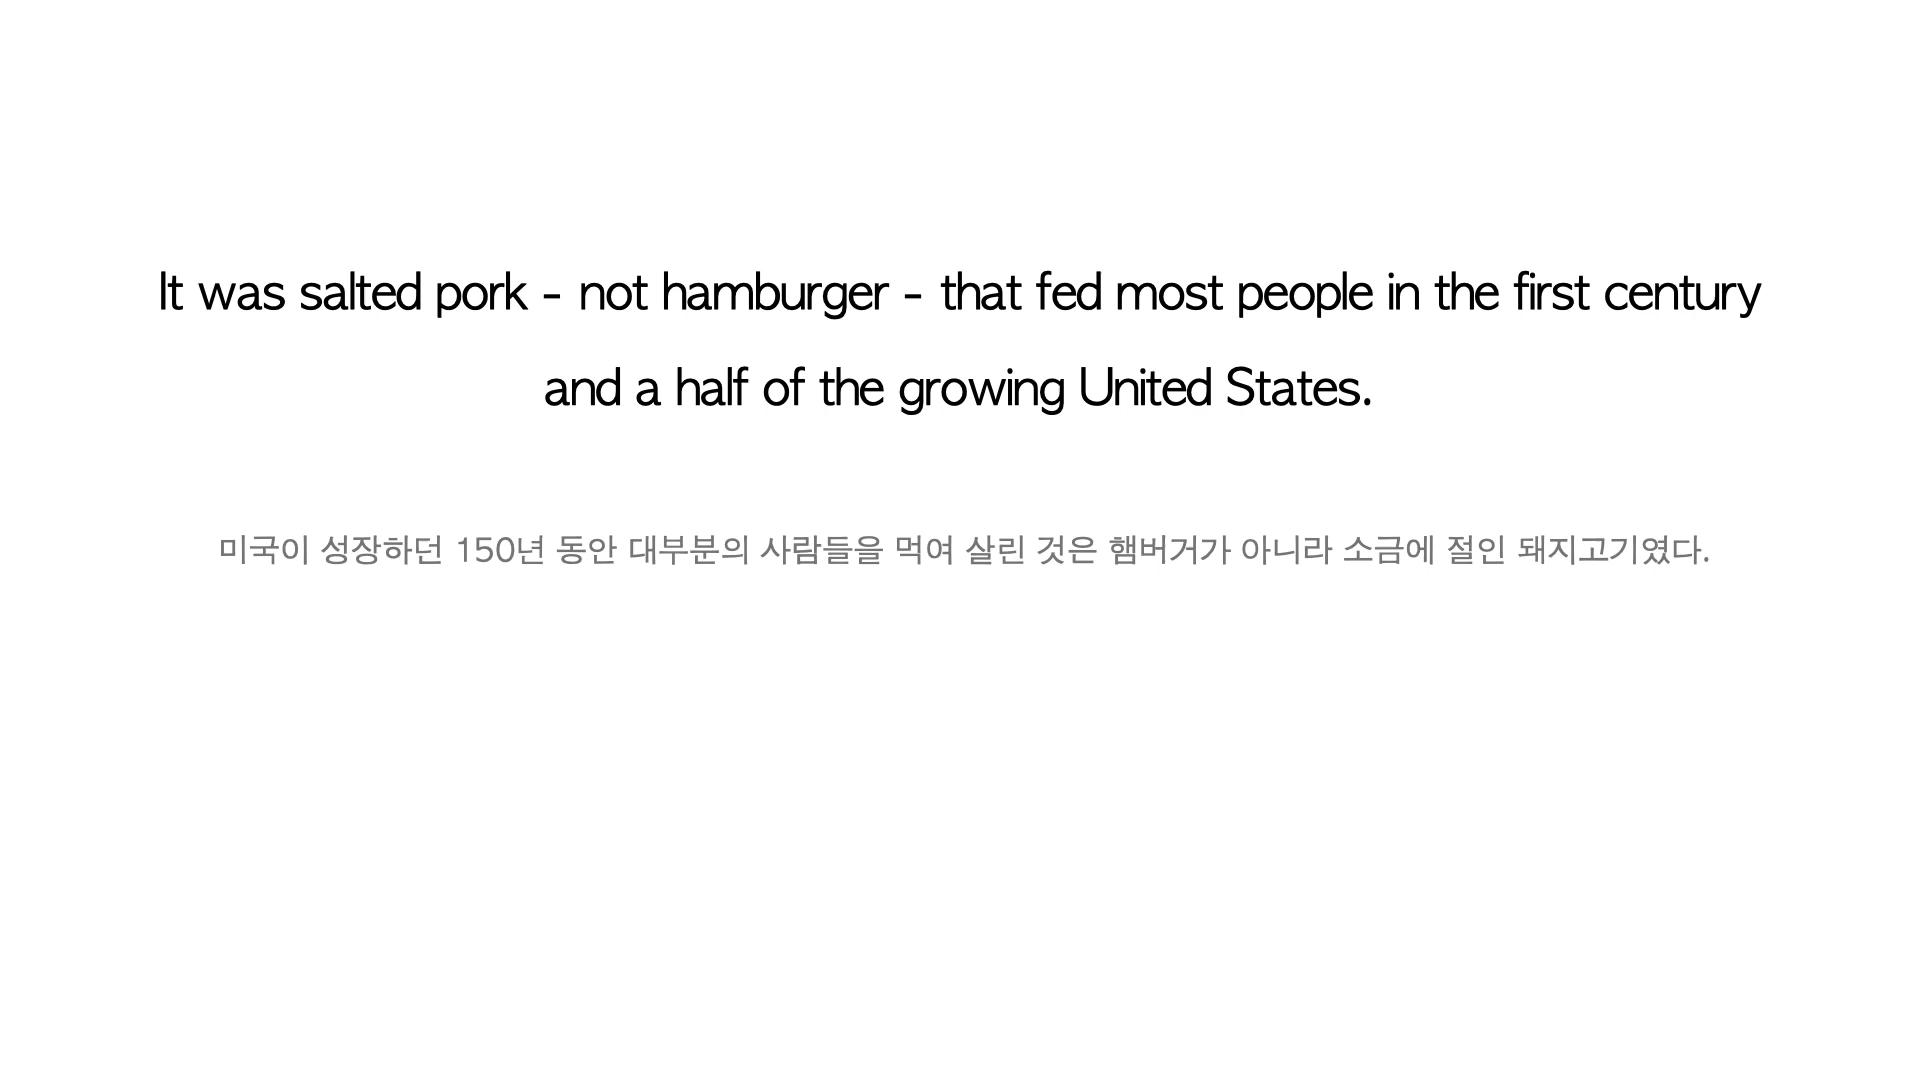 It was salted pork - not hamburger - that fed most people in the first century
and a half of the growing United States.
미국이 성장하던 150년 동안 대부분의 사람들을 먹여 살린 것은 햄버거가 아니라 소금에 절인 돼지고기였다.